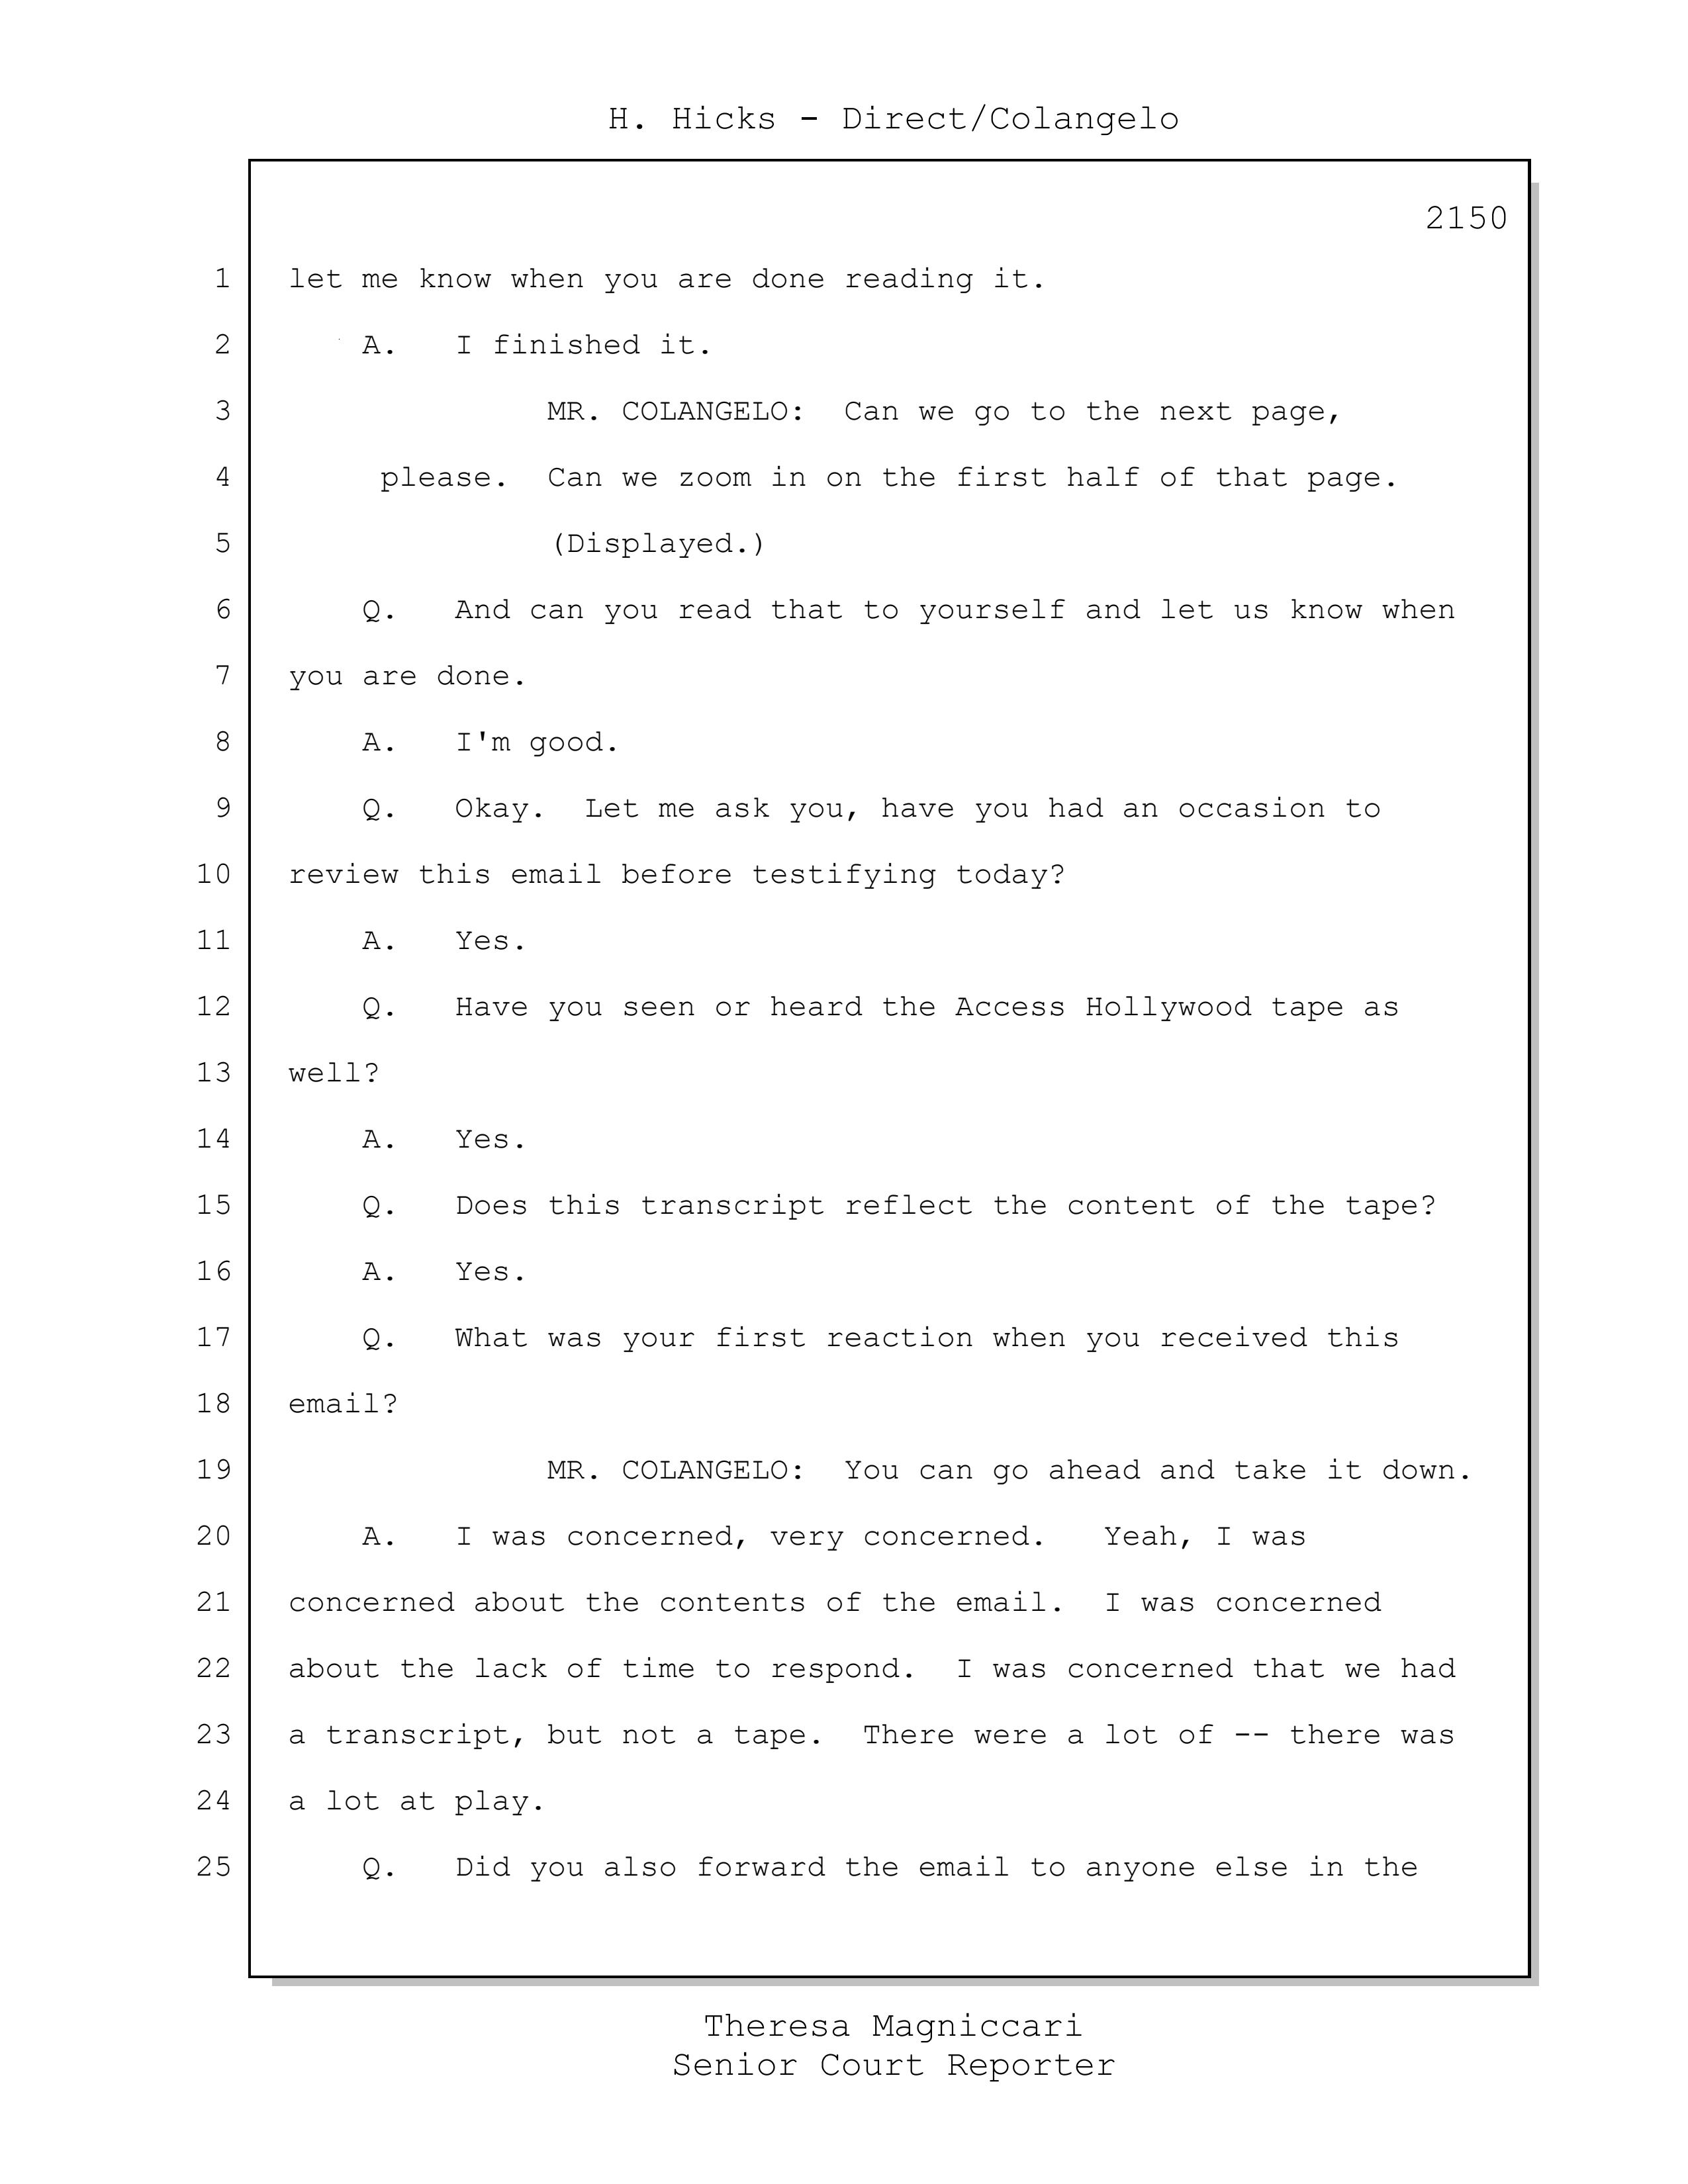 H. Hicks - Direct/Colangelo
2150
1 let me know when you are done reading it.
2 A. I finished it.
3 MR. COLANGELO: Can we go to the next page,
4 please. Can we zoom in on the first half of that page.
5 (Displayed.)
6 Q. And can you read that to yourself and let us know when
7 you are done.
8 A. I'm good.
9 Q. Okay. Let me ask you, have you had an occasion to
10 review this email before testifying today?
11 A. Yes.
12 Q. Have you seen or heard the Access Hollywood tape as
13 well?
14 A. Yes.
15 Q. Does this transcript reflect the content of the tape?
16 A. Yes.
17 Q. What was your first reaction when you received this
18 email?
19 MR. COLANGELO: You can go ahead and take it down.
20 A. I was concerned, very concerned. Yeah, I was
21 concerned about the contents of the email. I was concerned
22 about the lack of time to respond. I was concerned that we had
23 a transcript, but not a tape. There were a lot of -- there was
24 a lot at play.
25 Q. Did you also forward the email to anyone else in the
Theresa Magniccari
Senior Court Reporter